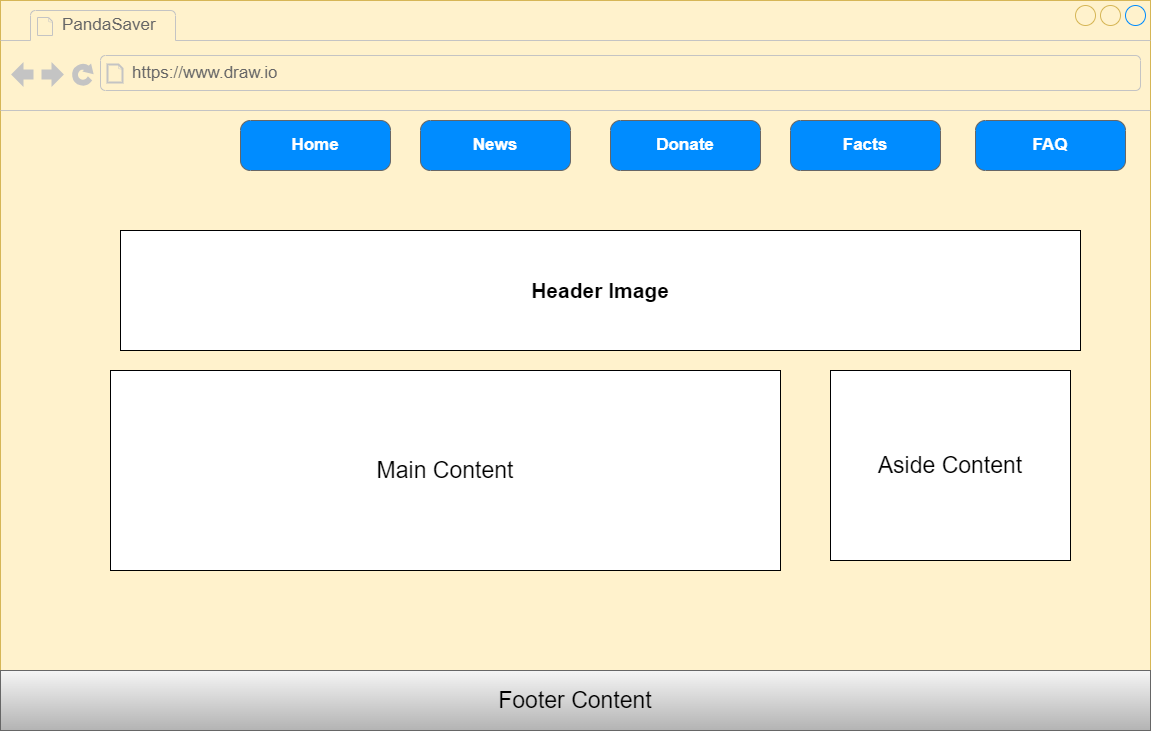 PandaSaver
https://www.draw.io
Home News Donate Facts FAQ
Header Image
Main Content
Aside Content
Footer Content